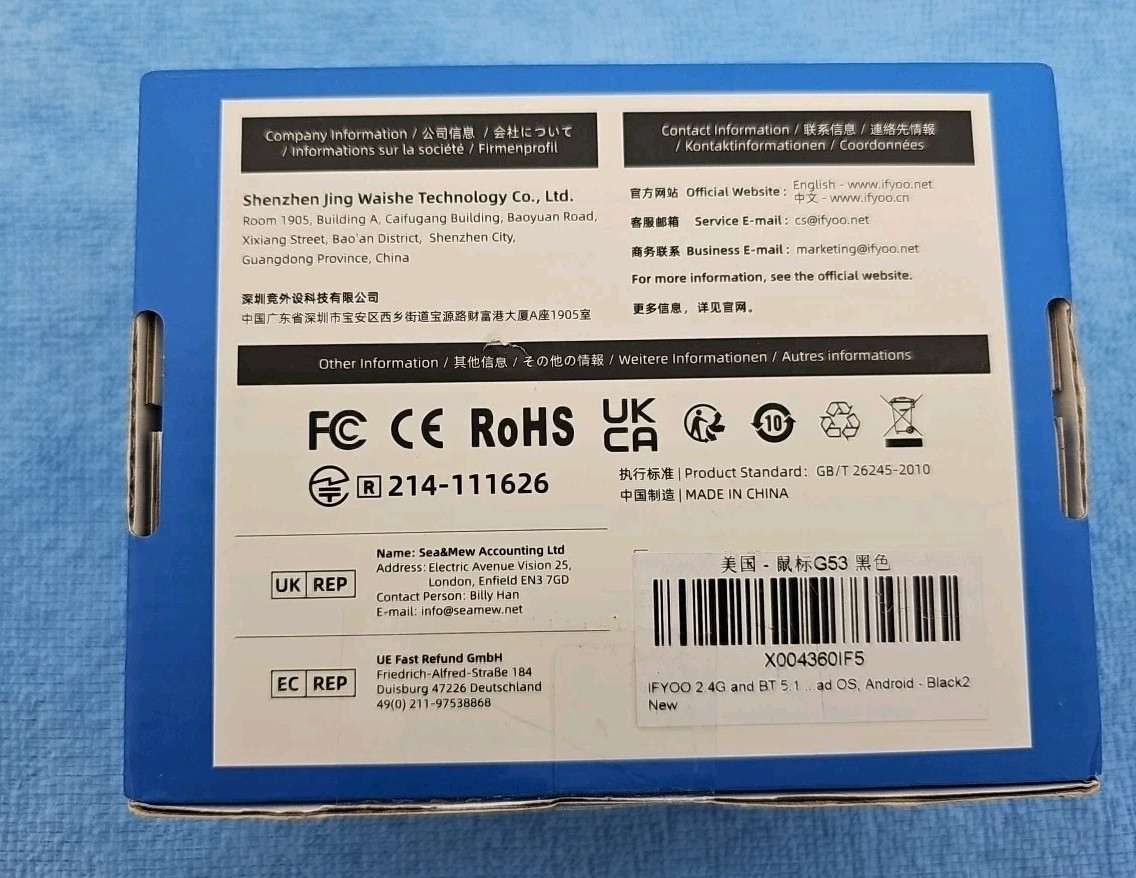 Company Information / 公司信息 / 会社について
/ Informations sur la société / Firmenprofil
Shenzhen Jing Waishe Technology Co., Ltd.
Room 1905, Building A, Caifugang Building, Baoyuan Road,
Xixiang Street, Bao'an District, Shenzhen City,
Guangdong Province, China
深圳竞外设科技有限公司
中国广东省深圳市宝安区西乡街道宝源路财富港大厦A座1905室
Contact Information / 联系信息 / 連絡先情報
/ Kontaktinformationen / Coordonnées
官方网站 Official Website : English - www.ifyoo.net
中文 - www.ifyoo.cn
客服邮箱 Service E-mail : cs@ifyoo.net
商务联系 Business E-mail : marketing@ifyoo.net
For more information, see the official website.
更多信息，详见官网。
Other Information / 其他信息 / その他の情報 / Weitere Informationen / Autres informations
FC CE RoHS UK
CA
10
R 214-111626
执行标准 | Product Standard: GB/T 26245-2010
中国制造 | MADE IN CHINA
UK REP
Name: Sea&Mew Accounting Ltd
Address: Electric Avenue Vision 25,
London, Enfield EN3 7GD
Contact Person: Billy Han
E-mail: info@seamew.net
EC REP
UE Fast Refund GmbH
Friedrich-Alfred-Straße 184
Duisburg 47226 Deutschland
49(0) 211-97538868
美国 - 鼠标G53 黑色
X004360IF5
IFYOO 2.4G and BT 5.1 ...ad OS, Android - Black2
New